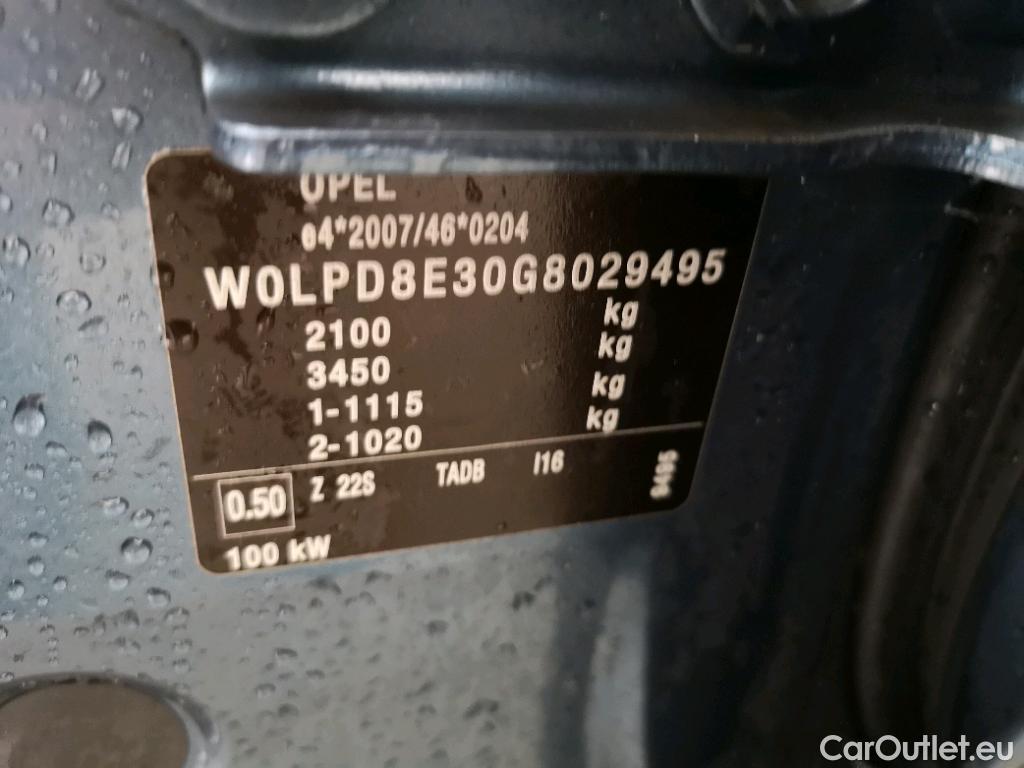 OPEL
e4*2007/46*0204
W0LPD8E30G8029495
2100 kg
3450 kg
1-1115 kg
2-1020 kg
0.50 Z 22S TADB I16 9495
100 kW
CarOutlet.eu